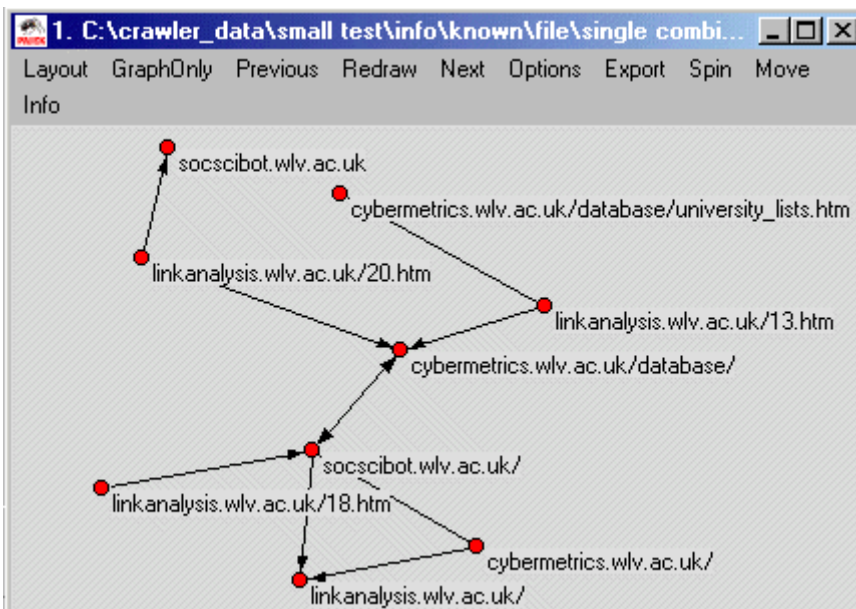 1. C:\crawler_data\small test\info\known\file\single combi...
Layout GraphOnly Previous Redraw Next Options Export Spin Move
Info
socscibot.wlv.ac.uk
cybermetrics.wlv.ac.uk/database/university_lists.htm
linkanalysis.wlv.ac.uk/20.htm
linkanalysis.wlv.ac.uk/13.htm
cybermetrics.wlv.ac.uk/database/
socscibot.wlv.ac.uk/
linkanalysis.wlv.ac.uk/18.htm
cybermetrics.wlv.ac.uk/
linkanalysis.wlv.ac.uk/